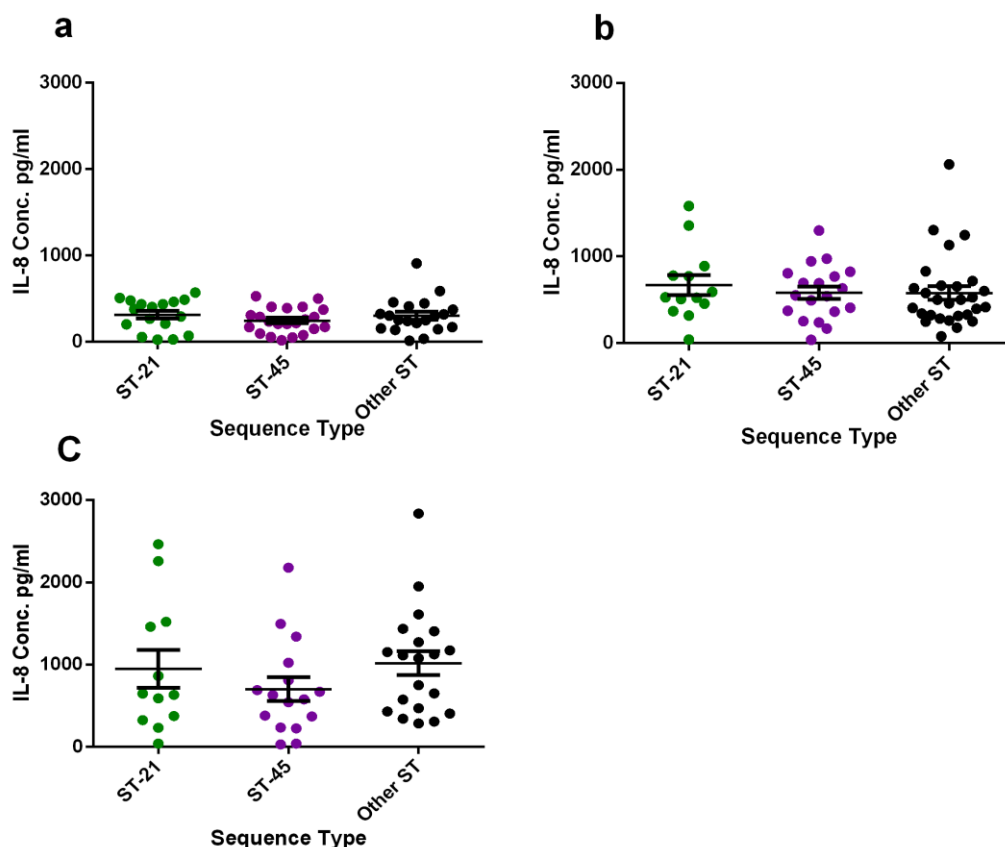 a
IL-8 Conc. pg/ml
3000
2000
1000
0
ST-21
ST-45
Other ST
Sequence Type
b
IL-8 Conc. pg/ml
3000
2000
1000
0
ST-21
ST-45
Other ST
Sequence Type
C
IL-8 Conc. pg/ml
3000
2000
1000
0
ST-21
ST-45
Other ST
Sequence Type